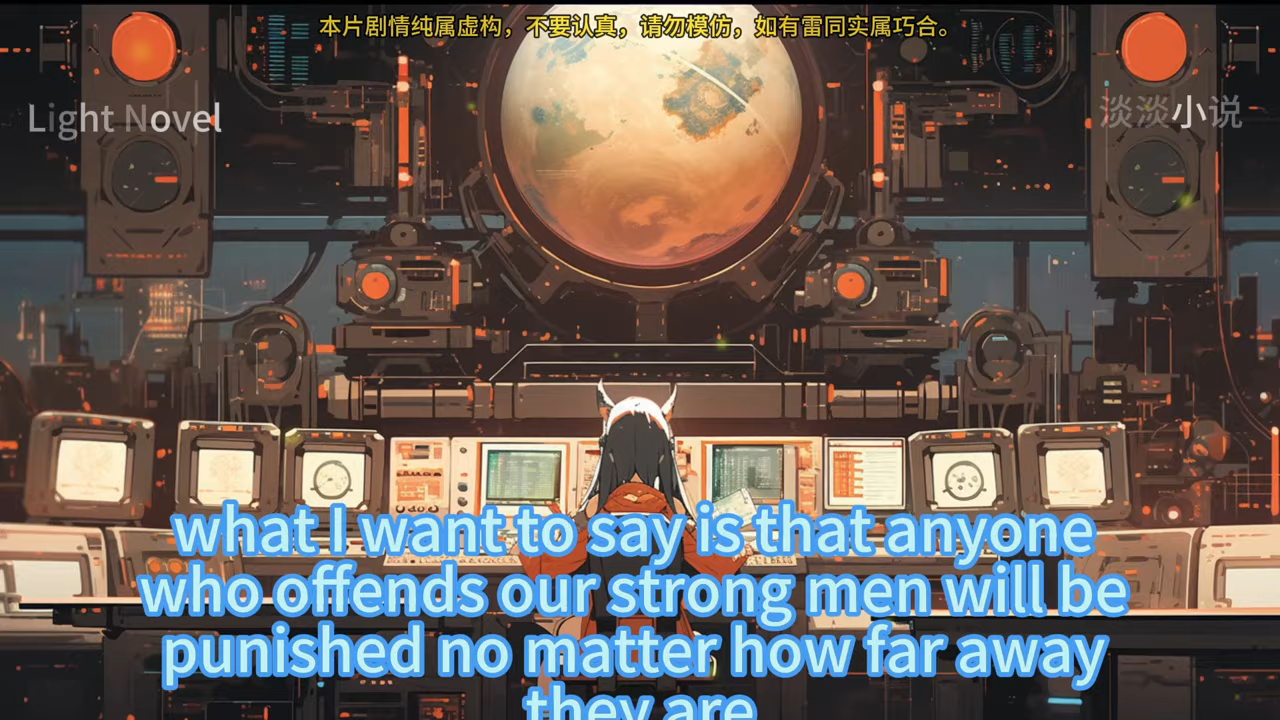 本片剧情纯属虚构，不要认真，请勿模仿，如有雷同实属巧合。
Light Novel
淡淡小说
what I want to say is that anyone
who offends our strong men will be
punished no matter how far away
they are